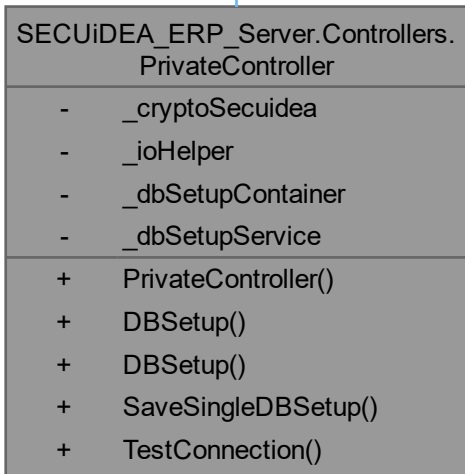 SECUiDEA_ERP_Server.Controllers.
PrivateController
- _cryptoSecuidea
- _ioHelper
- _dbSetupContainer
- _dbSetupService
+ PrivateController()
+ DBSetup()
+ DBSetup()
+ SaveSingleDBSetup()
+ TestConnection()